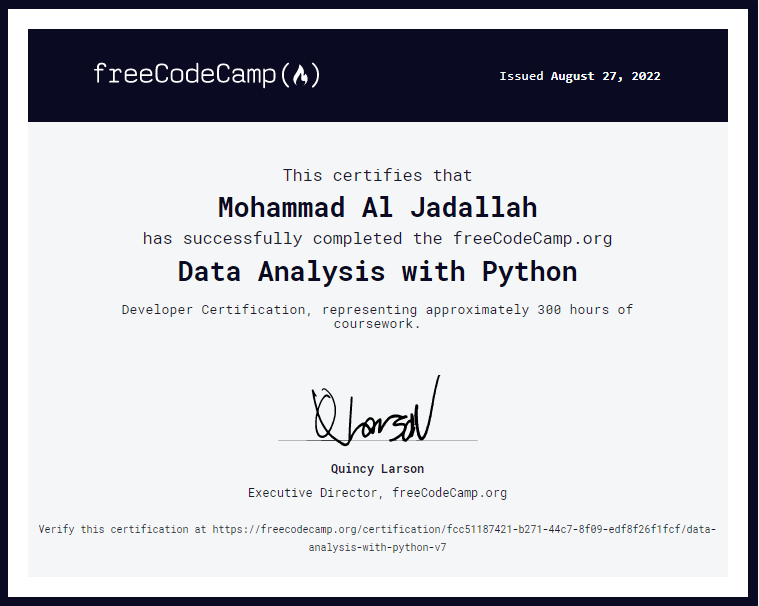 freeCodeCamp
Issued August 27, 2022
This certifies that
Mohammad Al Jadallah
has successfully completed the freeCodeCamp.org
Data Analysis with Python
Developer Certification, representing approximately 300 hours of
coursework.
Q Larson
Quincy Larson
Executive Director, freeCodeCamp.org
Verify this certification at https://freecodecamp.org/certification/fcc51187421-b271-44c7-8f09-edf8f26f1fcf/data-
analysis-with-python-v7